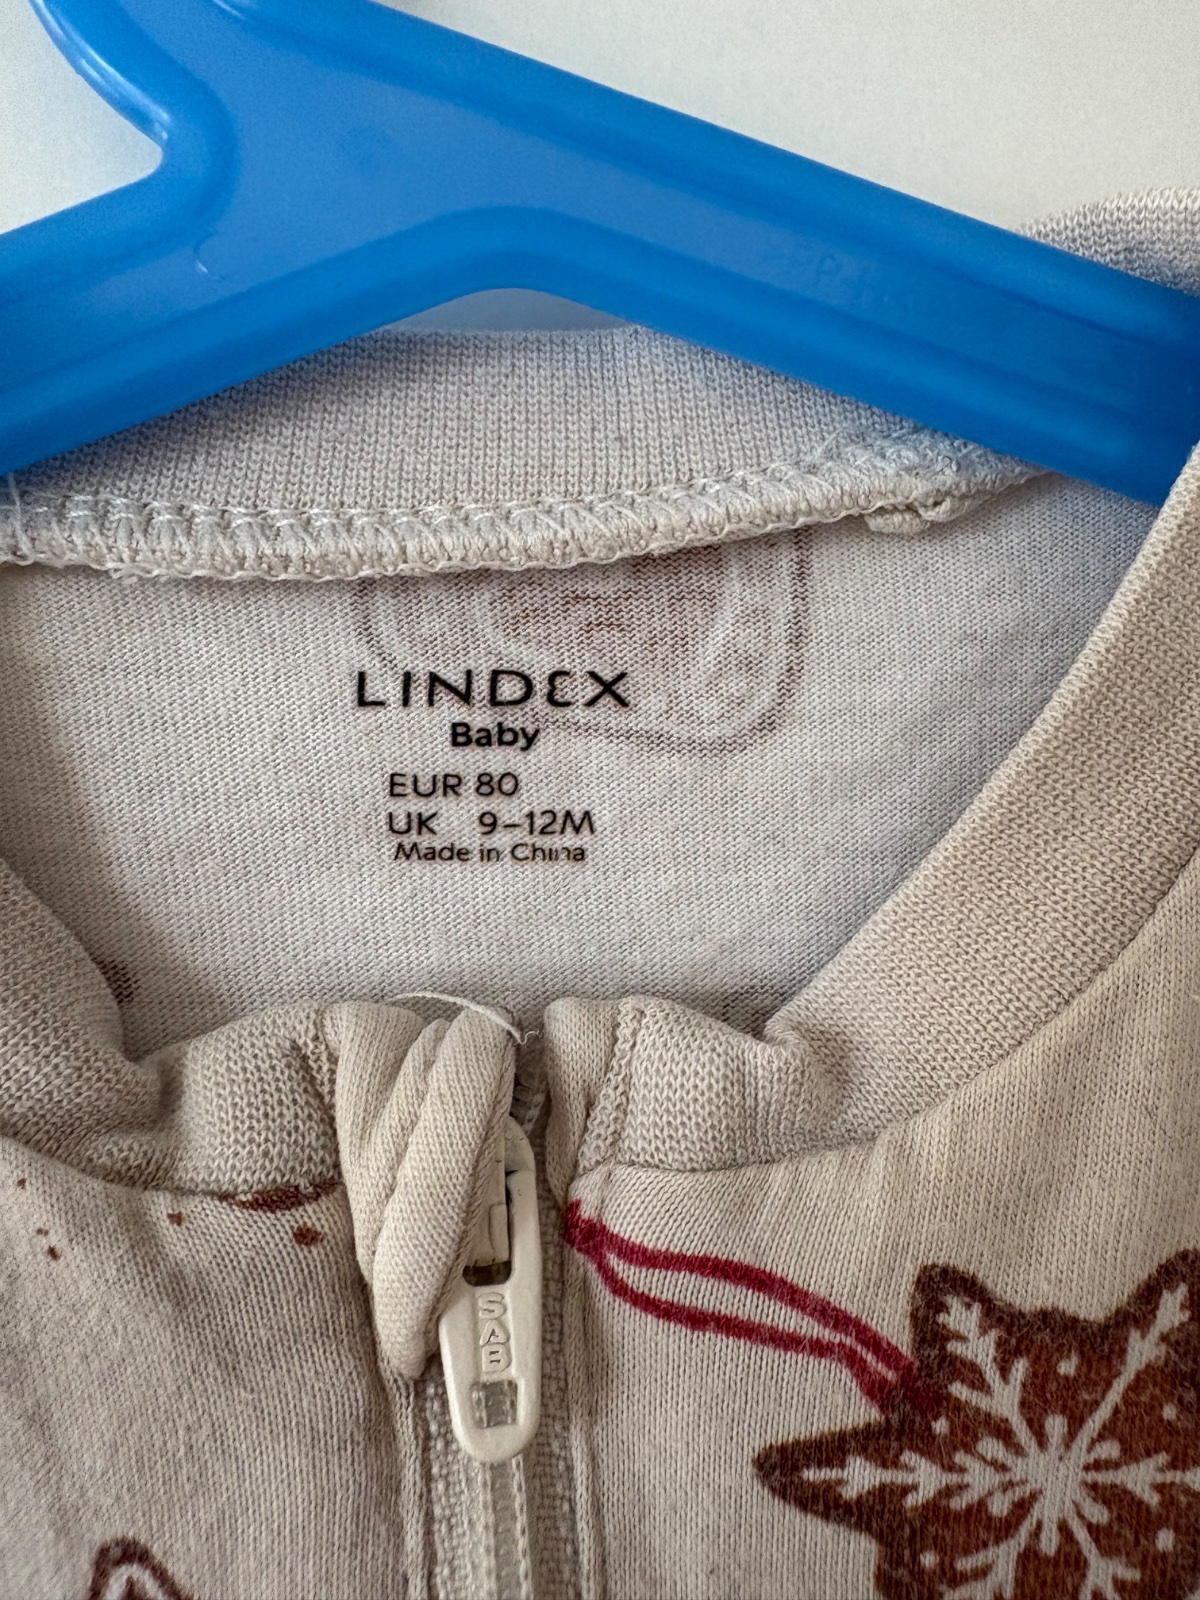 LINDEX
Baby
EUR 80
UK 9–12M
Made in China
SAB